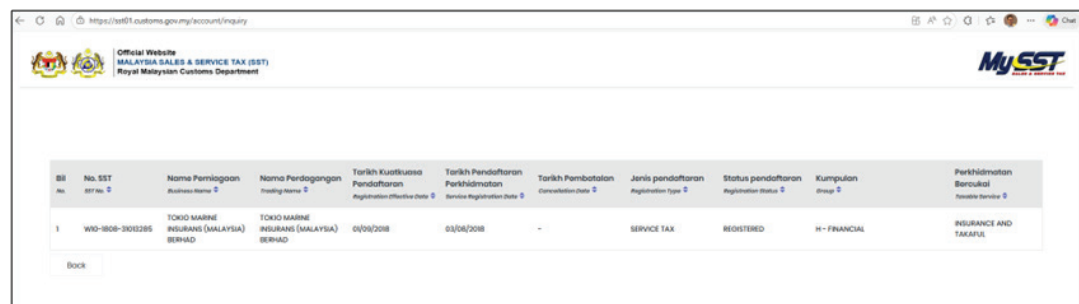 https://sst01.customs.gov.my/account/inquiry
Chat
Official Website
MALAYSIA SALES & SERVICE TAX (SST)
Royal Malaysian Customs Department
MySST
SALES & SERVICE TAX
Bil
No.
No. SST
SST No.
Nama Perniagaan
Business Name
Nama Perdagangan
Trading Name
Tarikh Kuatkuasa
Pendaftaran
Registration Effective Date
Tarikh Pendaftaran
Perkhidmatan
Service Registration Date
Tarikh Pembatalan
Cancellation Date
Jenis pendaftaran
Registration Type
Status pendaftaran
Registration Status
Kumpulan
Group
Perkhidmatan
Bercukai
Taxable Service
1
W10-1808-31013285
TOKIO MARINE
INSURANS (MALAYSIA)
BERHAD
TOKIO MARINE
INSURANS (MALAYSIA)
BERHAD
01/09/2018
03/08/2018
-
SERVICE TAX
REGISTERED
H - FINANCIAL
INSURANCE AND
TAKAFUL
Back